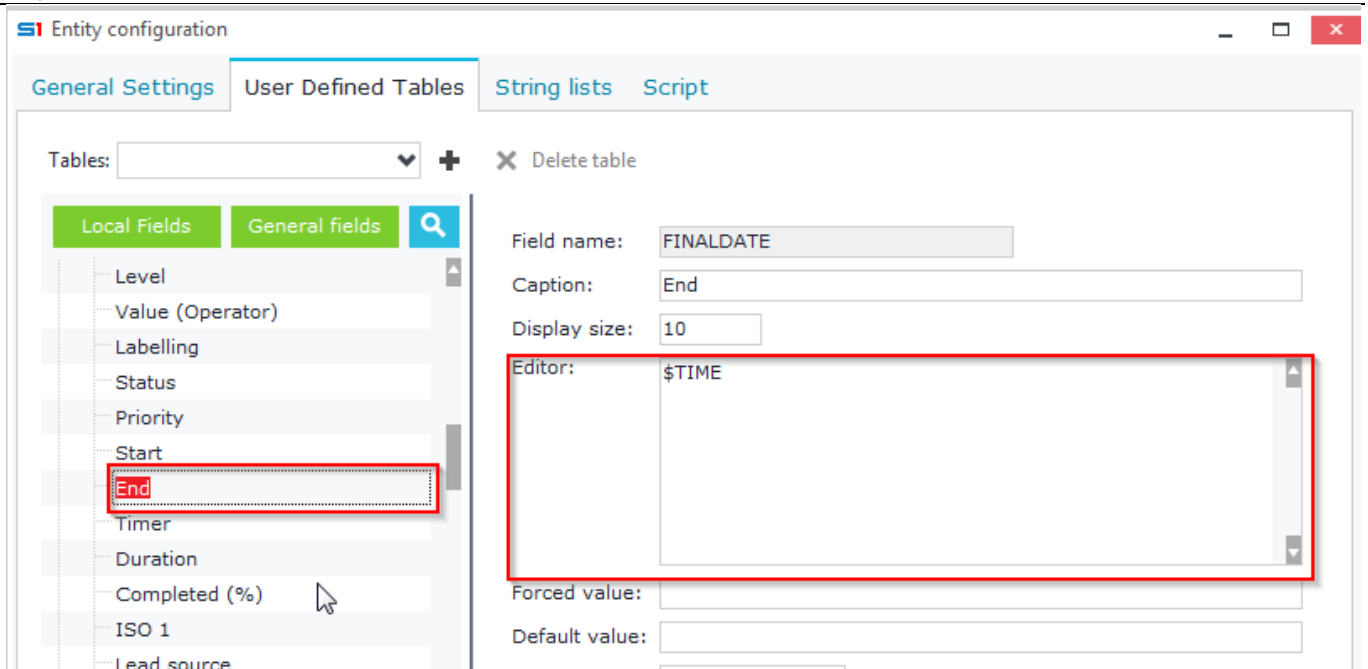 S1 Entity configuration
General Settings User Defined Tables String lists Script
Tables: Delete table
Local Fields General fields
Level
Value (Operator)
Labelling
Status
Priority
Start
End
Timer
Duration
Completed (%)
ISO 1
Lead source
Field name: FINALDATE
Caption: End
Display size: 10
Editor: $TIME
Forced value:
Default value: